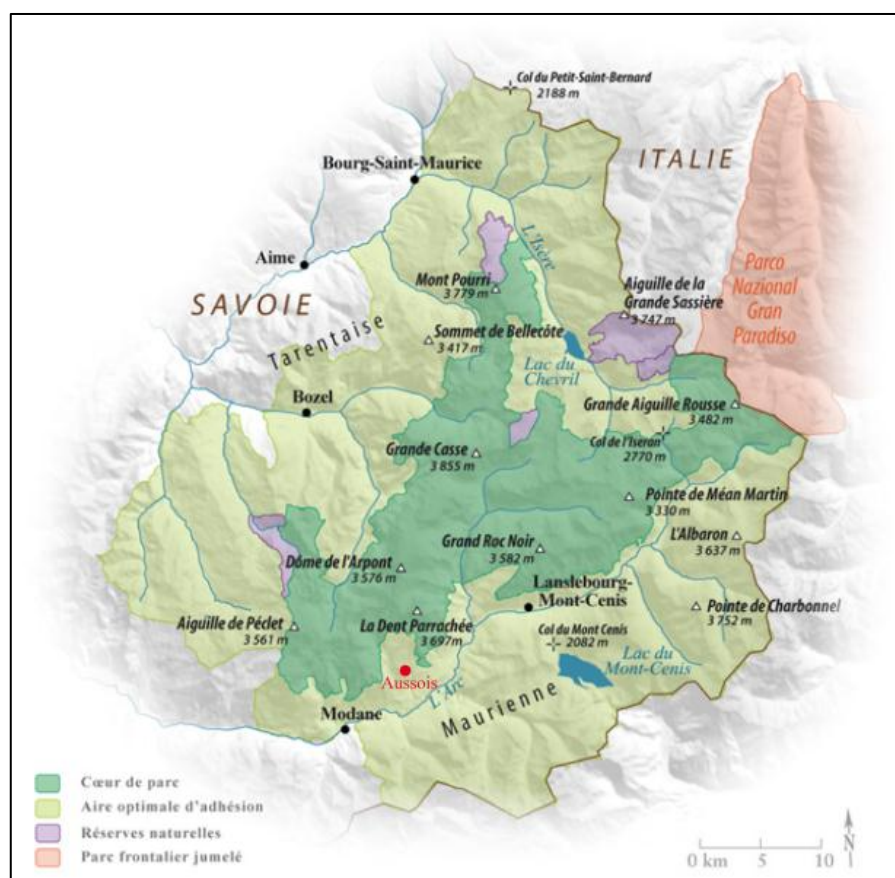 Col du Petit-Saint-Bernard
2188 m
ITALIE
Bourg-Saint-Maurice
L'Isère
Aime
Parco
Nazional
Gran
Paradiso
Mont Pourri
3 779 m
Aiguille de la
Grande Sassière
3 747 m
SAVOIE
Tarentaise
Sommet de Bellecôte
3 417 m
Lac du
Chevril
Bozel
Grande Aiguille Rousse
3 482 m
Col de l'Iseran
2770 m
Grande Casse
3 855 m
Pointe de Méan Martin
3 330 m
L'Albaron
3 637 m
Grand Roc Noir
3 582 m
Dôme de l'Arpont
3 576 m
Lanslebourg-
Mont-Cenis
Pointe de Charbonnel
3 752 m
Aiguille de Péclet
3 561 m
La Dent Parrachée
3 697m
Col du Mont Cenis
2082 m
Lac du
Mont-Cenis
Aussois
L'Arc
Maurienne
Modane
Cœur de parc
Aire optimale d'adhésion
Réserves naturelles
Parc frontalier jumelé
N
0 km 5 10